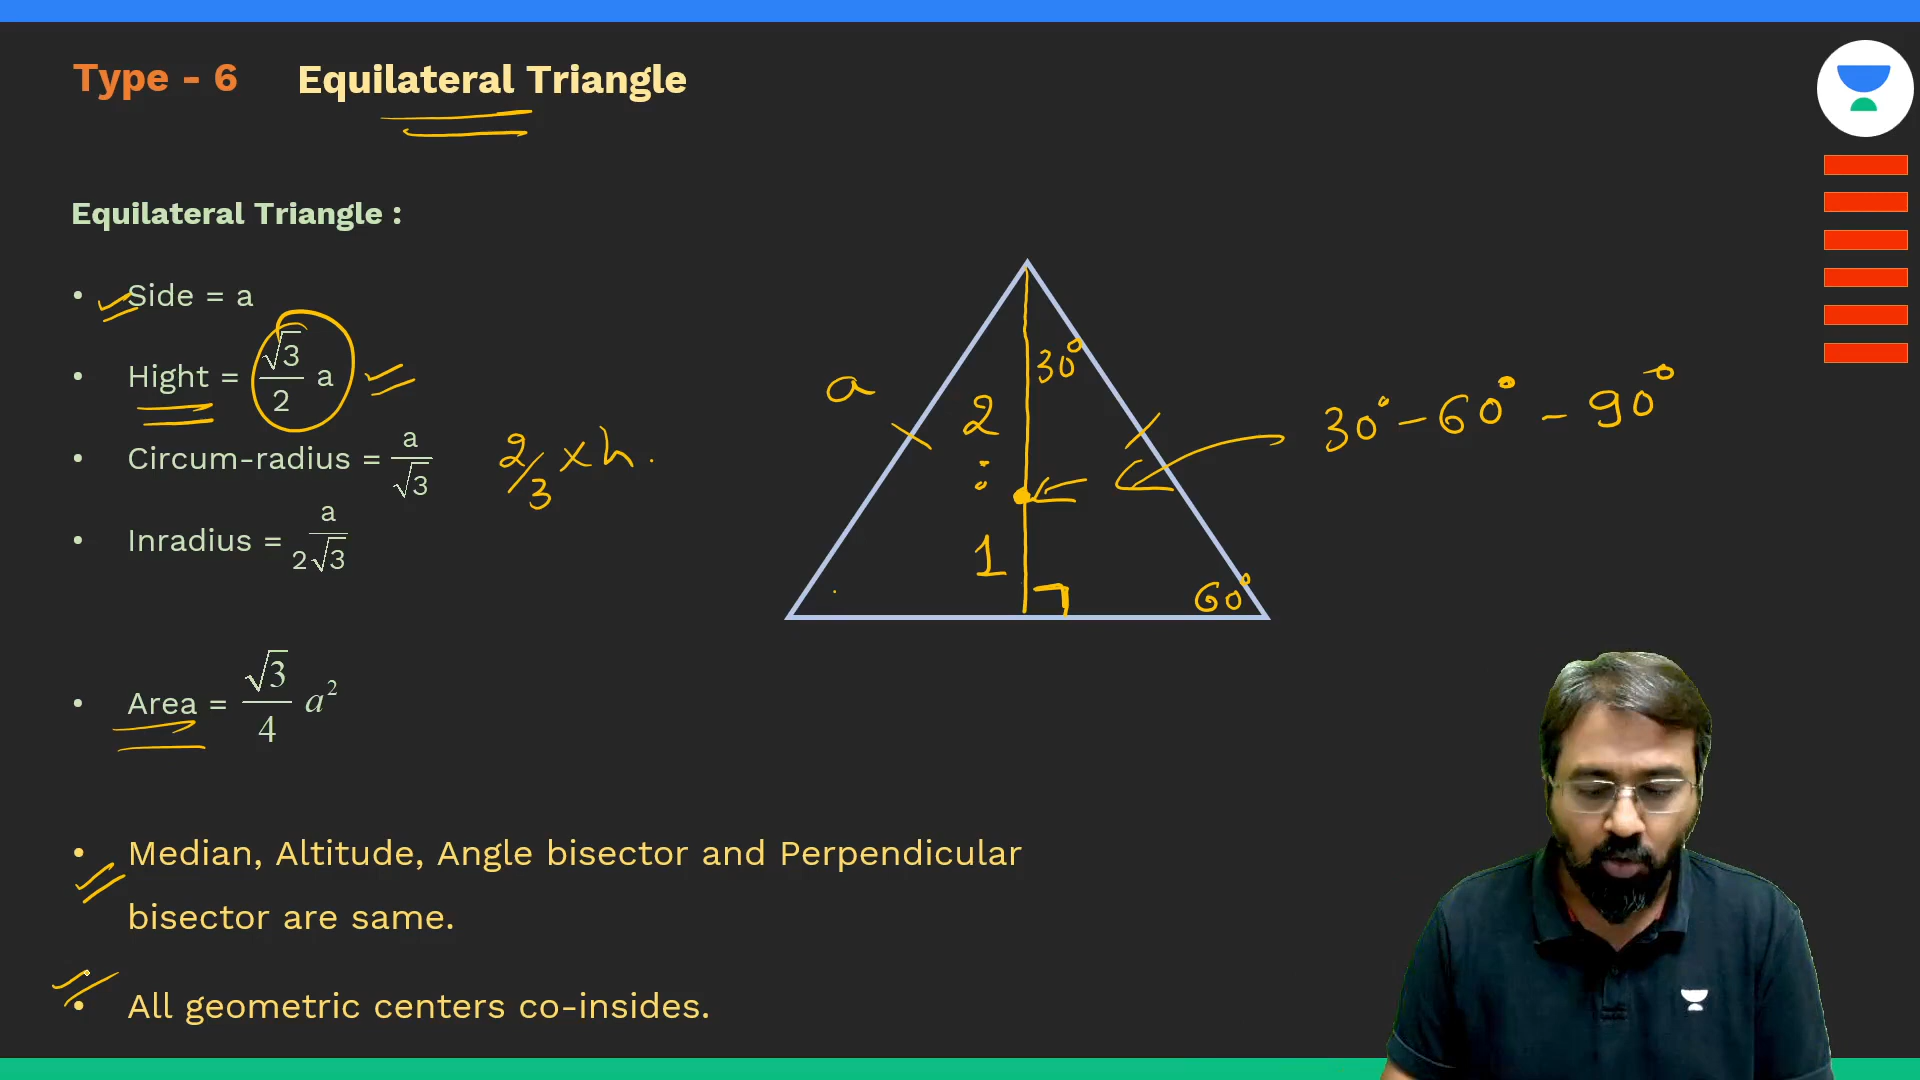 Type - 6 Equilateral Triangle
Equilateral Triangle :
• Side = a
• Hight = √3/2 a
• Circum-radius = a/√3
2/3 × h.
• Inradius = a/2√3
• Area = √3/4 a²
a
30°
2
:
1
60°
30° - 60° - 90°
• Median, Altitude, Angle bisector and Perpendicular
bisector are same.
• All geometric centers co-insides.